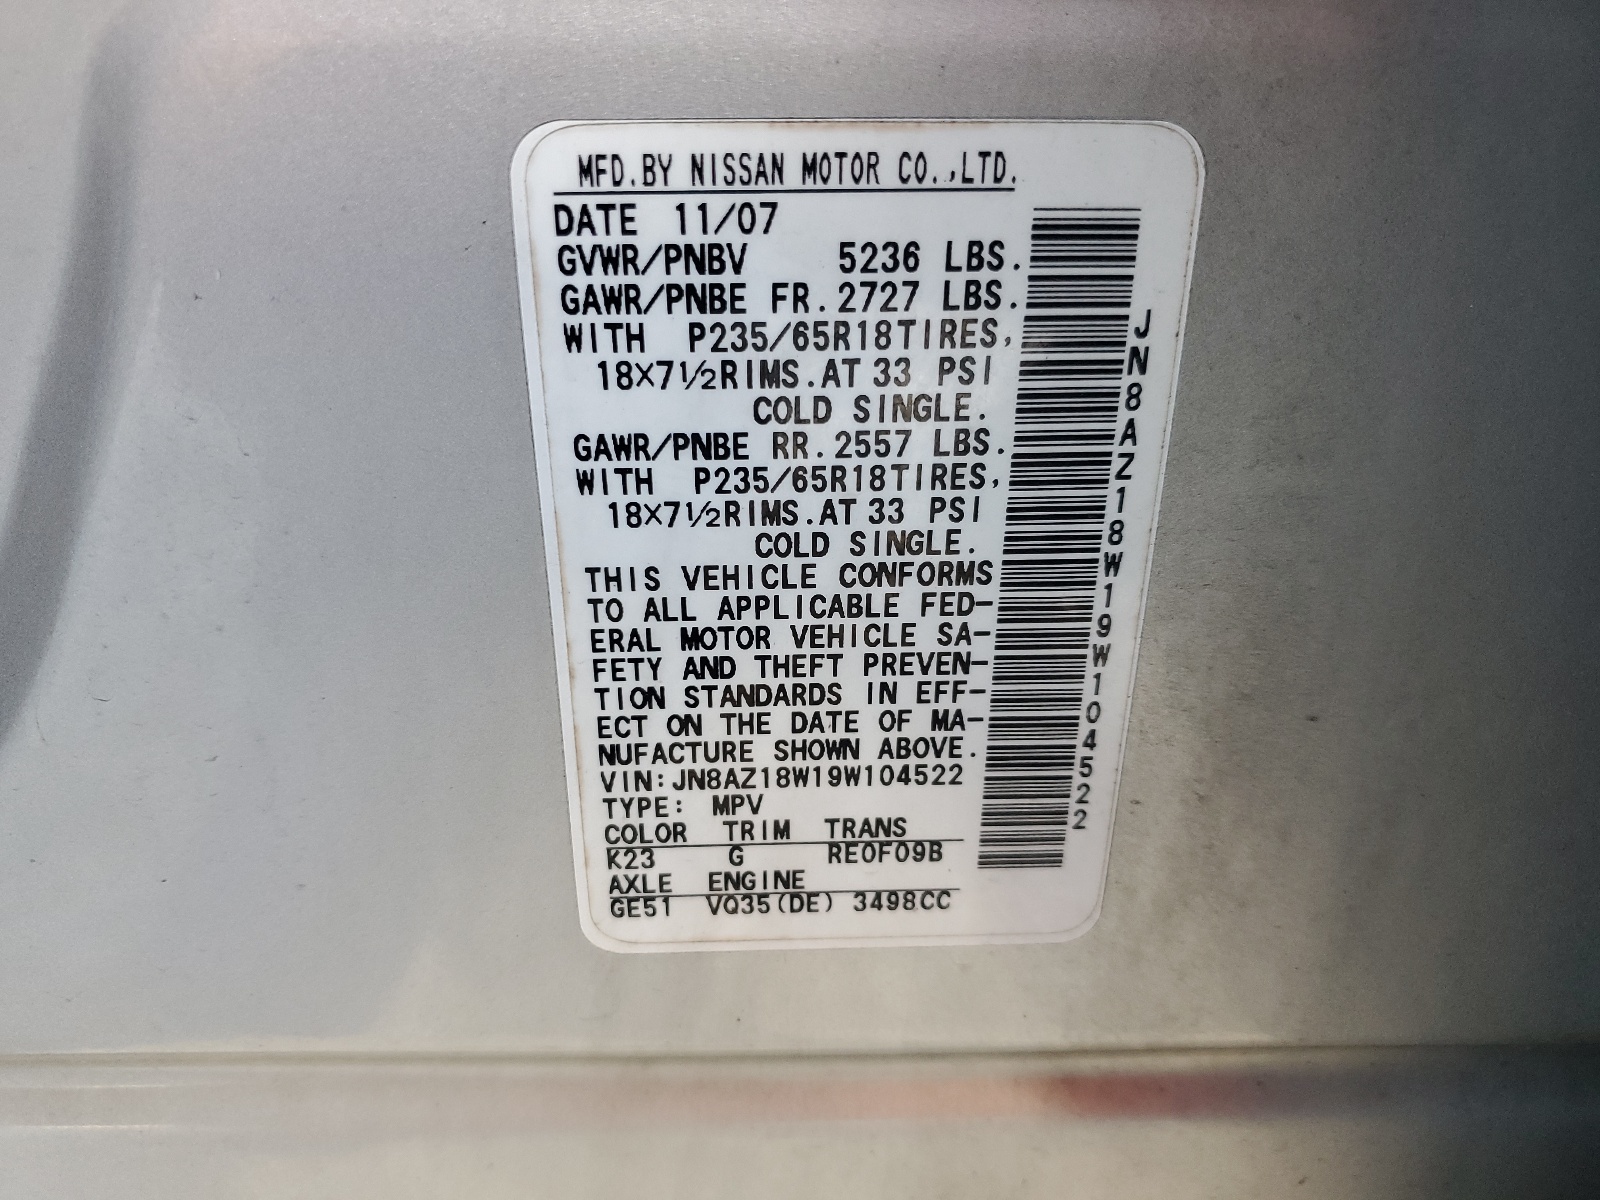 MFD.BY NISSAN MOTOR CO.,LTD.
DATE 11/07
GVWR/PNBV 5236 LBS.
GAWR/PNBE FR.2727 LBS.
WITH P235/65R18TIRES,
18×7½RIMS.AT 33 PSI
COLD SINGLE.
GAWR/PNBE RR.2557 LBS.
WITH P235/65R18TIRES,
18×7½RIMS.AT 33 PSI
COLD SINGLE.
THIS VEHICLE CONFORMS
TO ALL APPLICABLE FED-
ERAL MOTOR VEHICLE SA-
FETY AND THEFT PREVEN-
TION STANDARDS IN EFF-
ECT ON THE DATE OF MA-
NUFACTURE SHOWN ABOVE.
VIN:JN8AZ18W19W104522
TYPE: MPV
COLOR TRIM TRANS
K23 G RE0F09B
AXLE ENGINE
GE51 VQ35(DE) 3498CC
JN8AZ18W19W104522